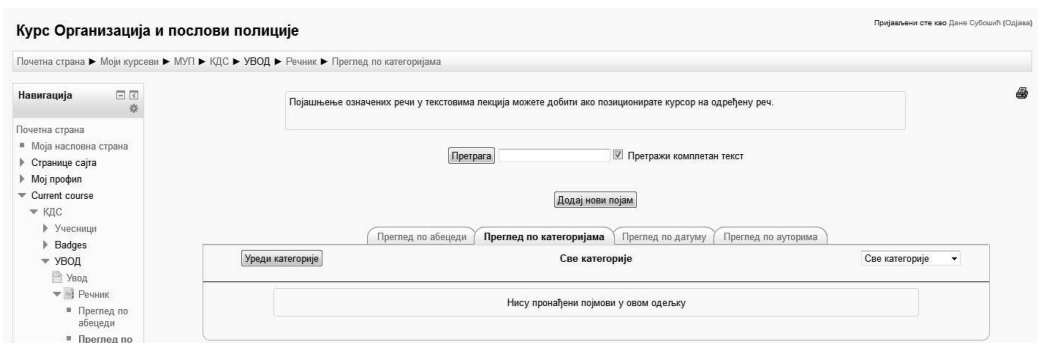 Пријављени сте као Дане Субошић (Одјава)
Курс Организација и послови полиције
Почетна страна ► Моји курсеви ► МУП ► КДС ► УВОД ► Речник ► Преглед по категоријама
Навигација
Почетна страна
Моја насловна страна
Странице сајта
Мој профил
Current course
КДС
Учесници
Badges
УВОД
Увод
Речник
Преглед по
абецеди
Преглед по
Појашњење означених речи у текстовима лекција можете добити ако позиционирате курсор на одређену реч.
Претрага
Претражи комплетан текст
Додај нови појам
Преглед по абецеди Преглед по категоријама Преглед по датуму Преглед по ауторима
Уреди категорије Све категорије Све категорије
Нису пронађени појмови у овом одељку